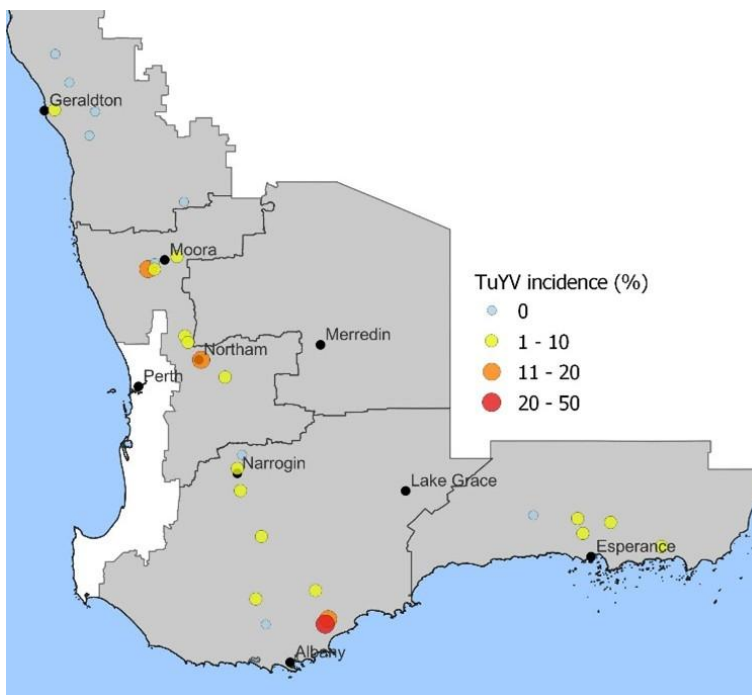 Geraldton
Moora
TuYV incidence (%)
0
1 - 10
11 - 20
20 - 50
Merredin
Northam
Perth
Narrogin
Lake Grace
Esperance
Albany